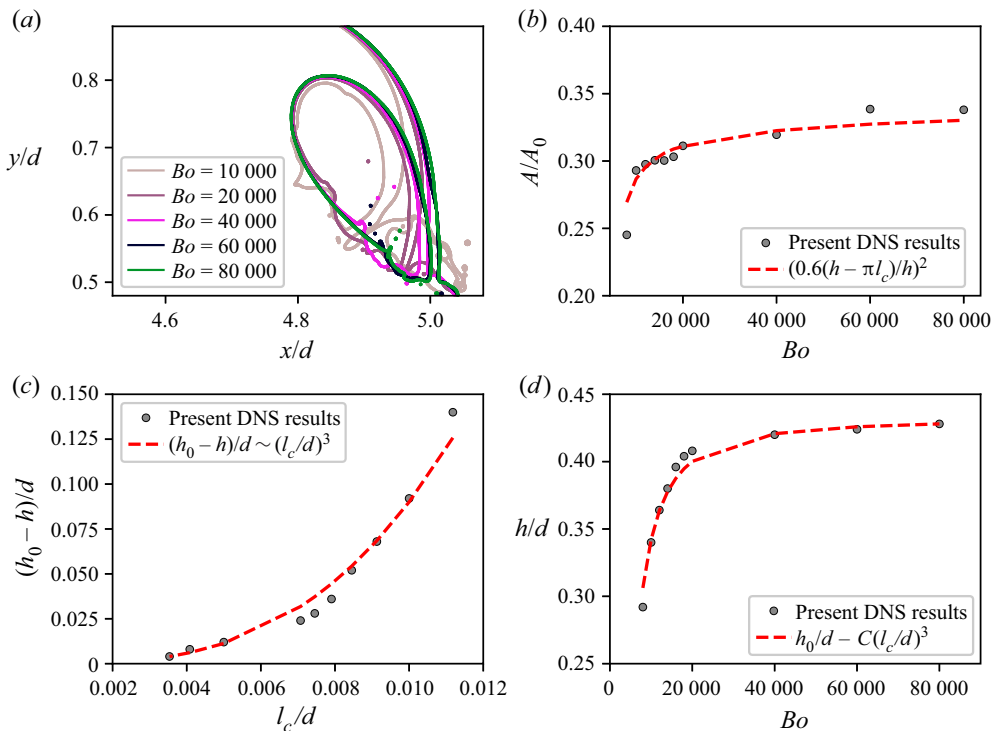 (a)
0.8
0.7
0.6
0.5
y/d
Bo = 10 000
Bo = 20 000
Bo = 40 000
Bo = 60 000
Bo = 80 000
4.6
4.8
5.0
x/d
(b)
0.40
0.35
0.30
0.25
0.20
A/A₀
Present DNS results
(0.6(h – πl_c)/h)²
20 000
40 000
60 000
80 000
Bo
(c)
0.150
0.125
0.100
0.075
0.050
0.025
0
(h₀ – h)/d
Present DNS results
(h₀ – h)/d ~ (l_c/d)³
0.002
0.004
0.006
0.008
0.010
0.012
l_c/d
(d)
0.45
0.40
0.35
0.30
0.25
h/d
Present DNS results
h₀/d – C(l_c/d)³
0
20 000
40 000
60 000
80 000
Bo